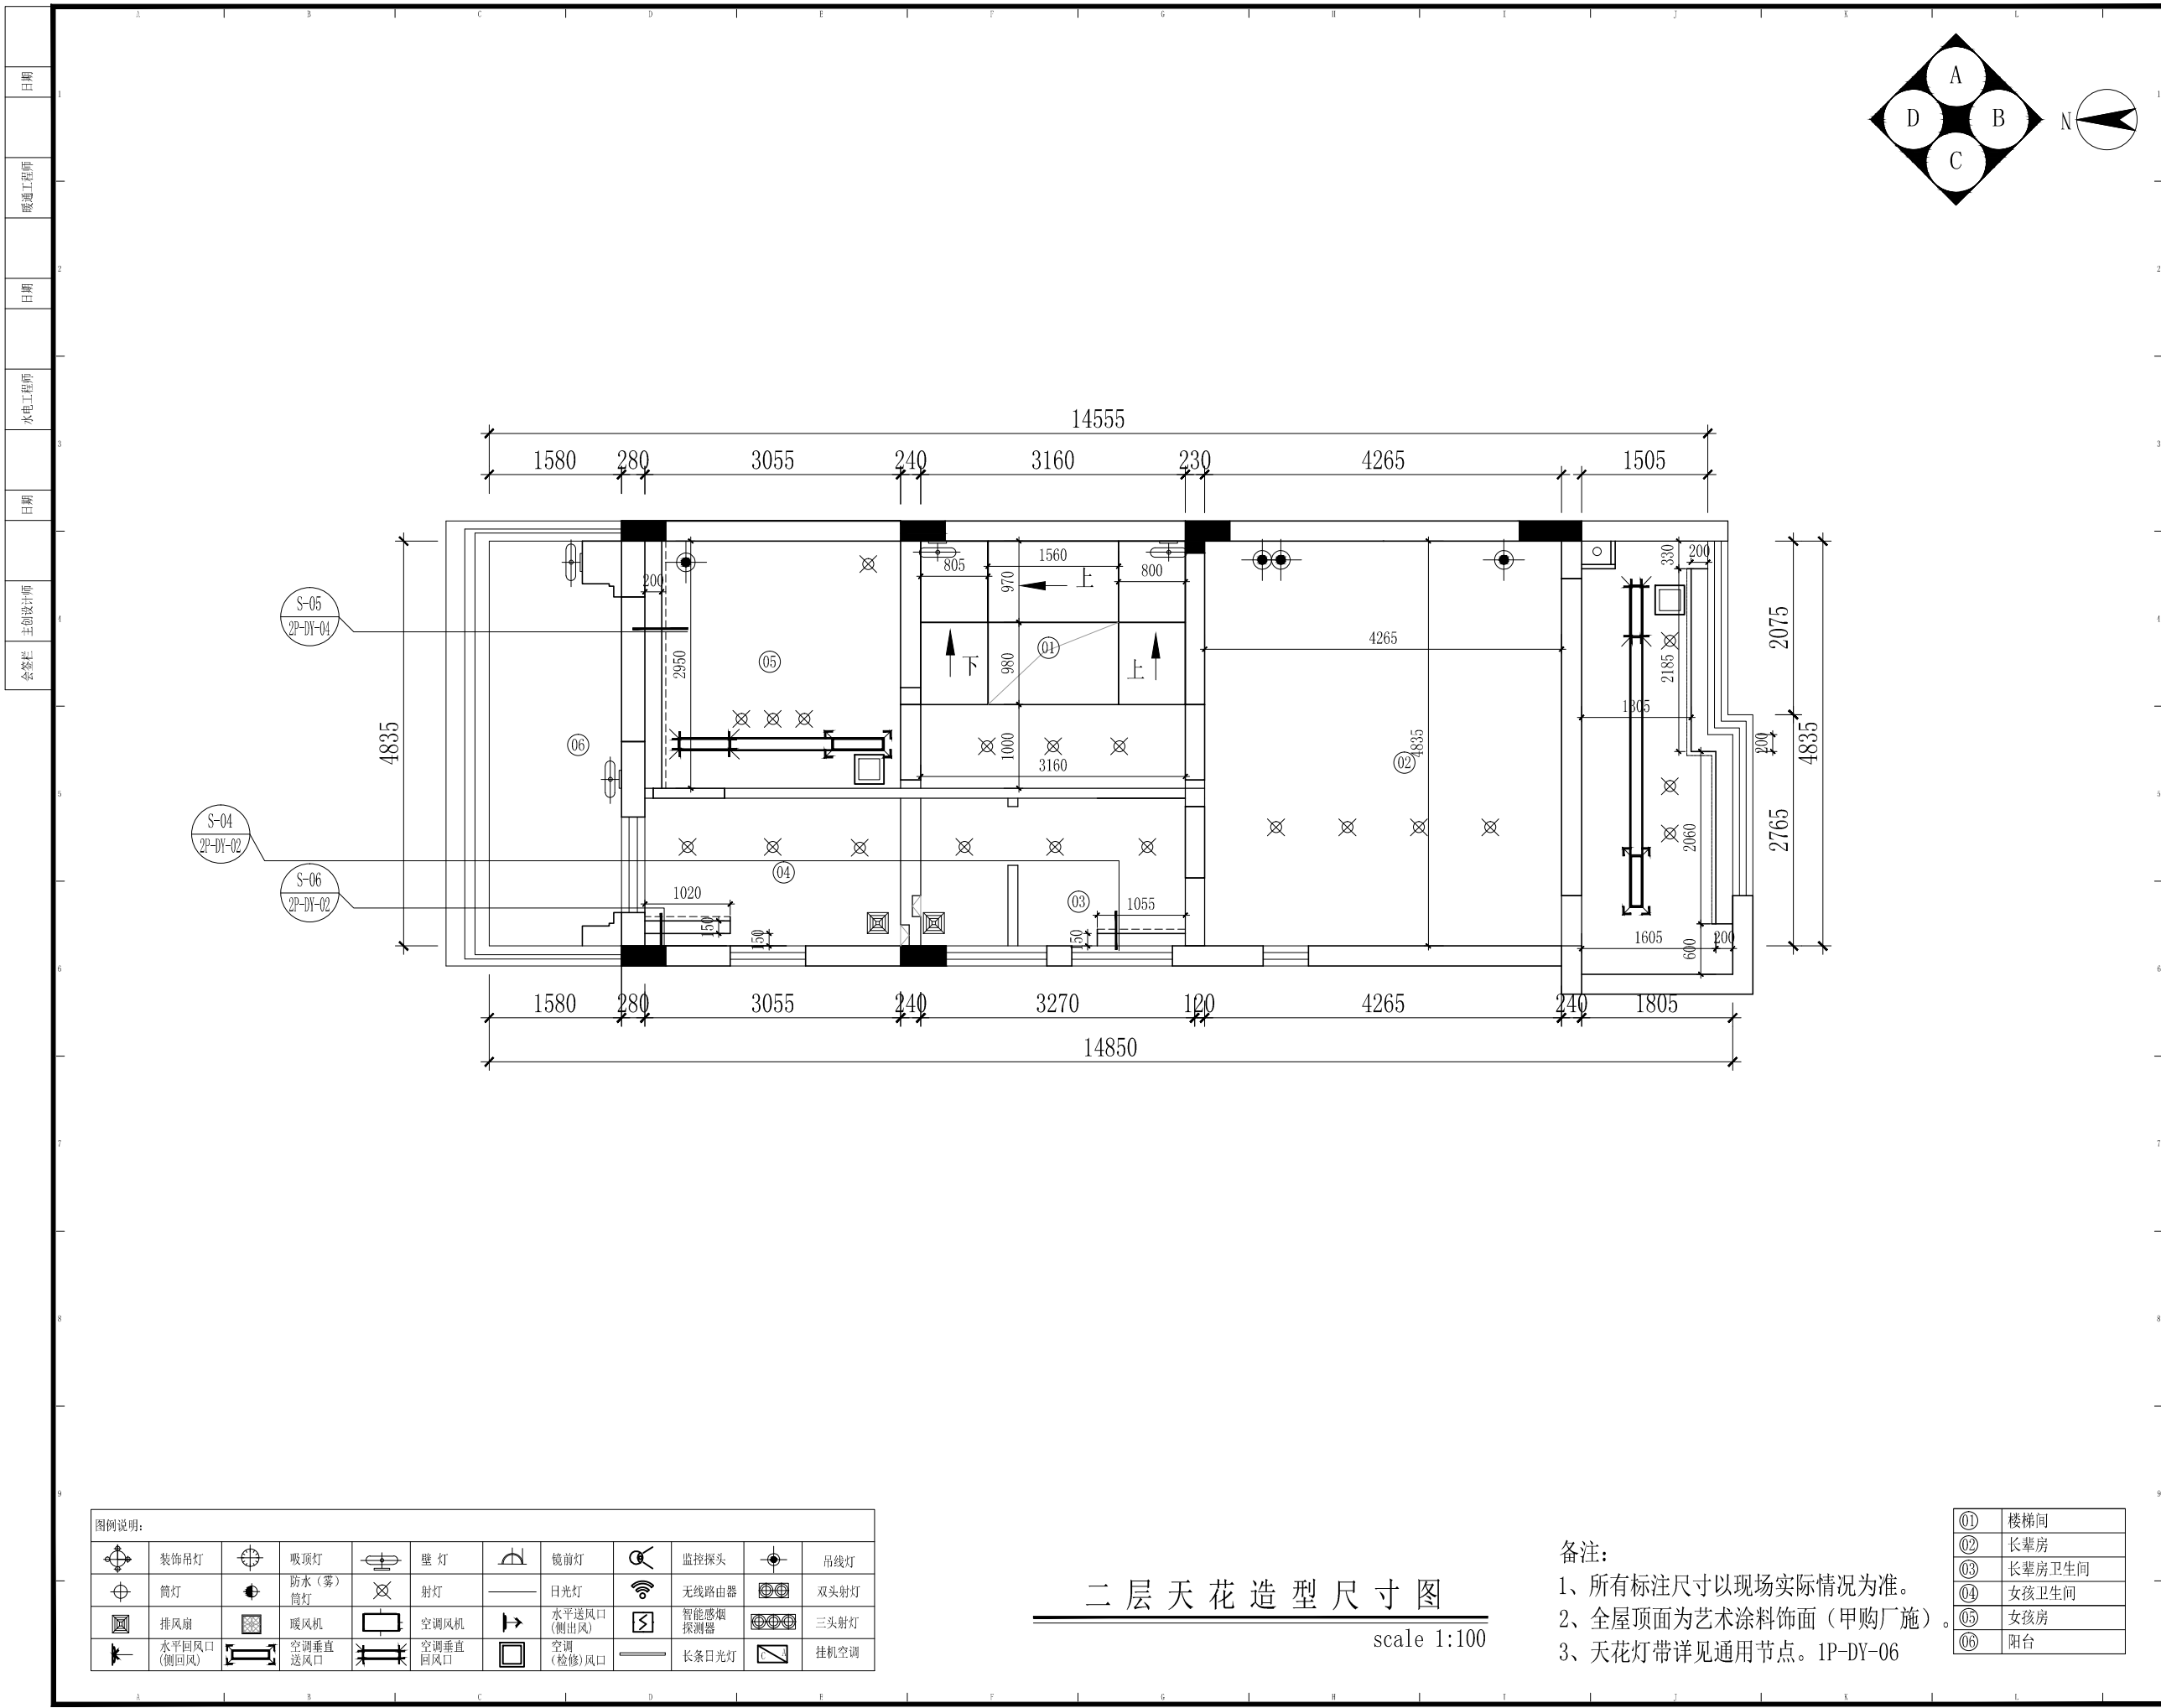 A B C D E F G H I J K L
日期
暖通工程师
日期
水电工程师
日期
主创设计师
会签栏
1 2 3 4 5 6 7 8 9
A
D B
C
N
14555
1580 280 3055 240 3160 230 4265 1505
S-05
2P-DY-04
S-04
2P-DY-02
S-06
2P-DY-02
4835
200
2950
05
06
805
1560
800
970
上
下
980
01
上
1000
3160
4265
4835
02
330
200
2185
1305
200
2075
4835
2765
2060
1605
200
600
04
1020
150
150
03
1055
150
1580 280 3055 240 3270 120 4265 240 1805
14850
图例说明:
装饰吊灯 吸顶灯 壁 灯 镜前灯 监控探头 吊线灯
筒灯 防水（雾）筒灯 射灯 日光灯 无线路由器 双头射灯
排风扇 暖风机 空调风机 水平送风口(侧出风) 智能感烟探测器 三头射灯
水平回风口(侧回风) 空调垂直送风口 空调垂直回风口 空调(检修)风口 长条日光灯 挂机空调
二层天花造型尺寸图
scale 1:100
备注:
1、所有标注尺寸以现场实际情况为准。
2、全屋顶面为艺术涂料饰面（甲购厂施）。
3、天花灯带详见通用节点。1P-DY-06
01 楼梯间
02 长辈房
03 长辈房卫生间
04 女孩卫生间
05 女孩房
06 阳台
A B C D E F G H I J K L